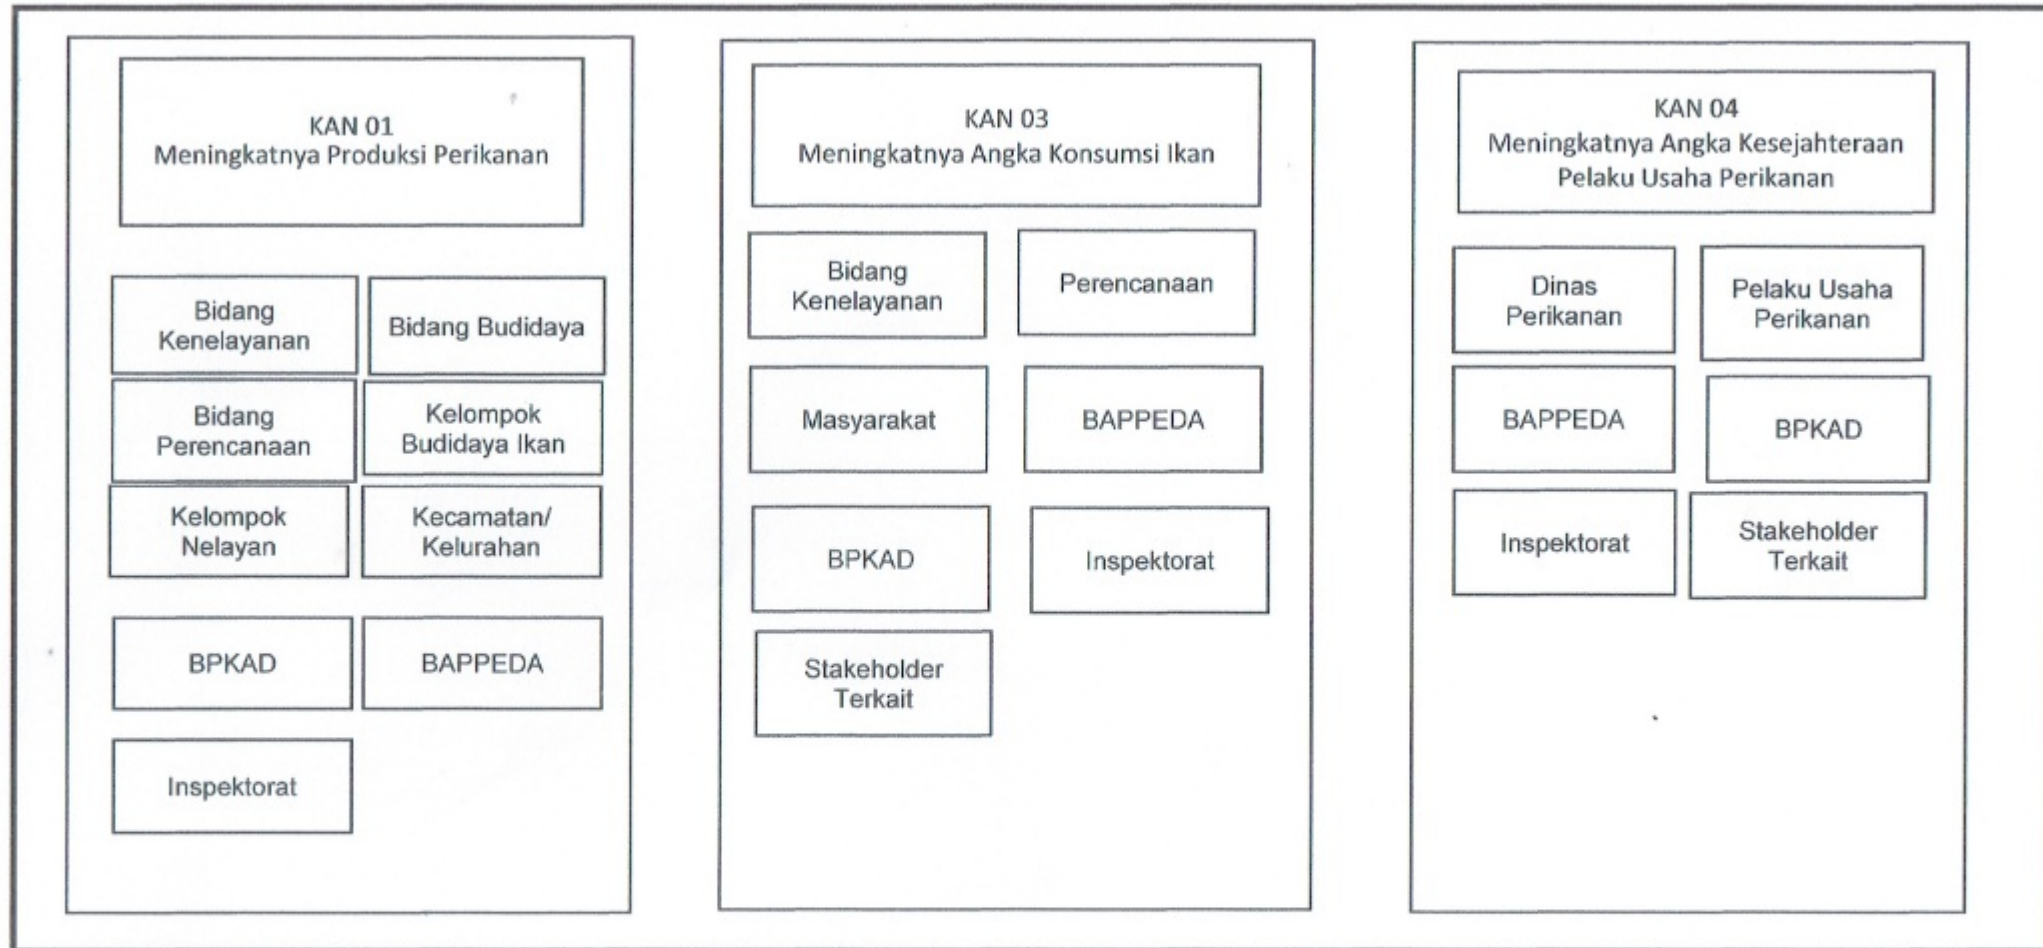 KAN 01
Meningkatnya Produksi Perikanan
Bidang
Kenelayanan
Bidang Budidaya
Bidang
Perencanaan
Kelompok
Budidaya Ikan
Kelompok
Nelayan
Kecamatan/
Kelurahan
BPKAD
BAPPEDA
Inspektorat
KAN 03
Meningkatnya Angka Konsumsi Ikan
Bidang
Kenelayanan
Perencanaan
Masyarakat
BAPPEDA
BPKAD
Inspektorat
Stakeholder
Terkait
KAN 04
Meningkatnya Angka Kesejahteraan
Pelaku Usaha Perikanan
Dinas
Perikanan
Pelaku Usaha
Perikanan
BAPPEDA
BPKAD
Inspektorat
Stakeholder
Terkait